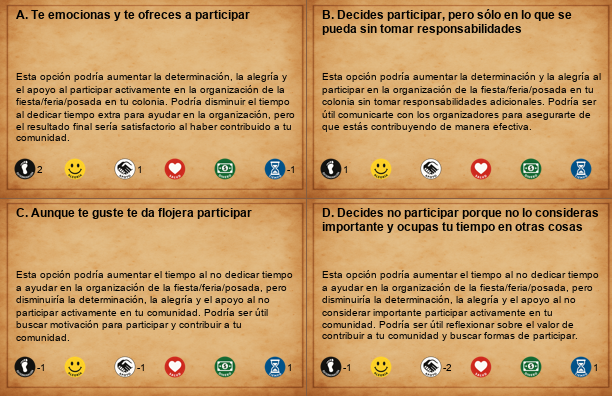 A. Te emocionas y te ofreces a participar
Esta opción podría aumentar la determinación, la alegría y
el apoyo al participar activamente en la organización de la
fiesta/feria/posada en tu colonia. Podría disminuir el tiempo
al dedicar tiempo extra para ayudar en la organización, pero
el resultado final sería satisfactorio al haber contribuido a tu
comunidad.
2 1 -1
B. Decides participar, pero sólo en lo que se
pueda sin tomar responsabilidades
Esta opción podría aumentar la determinación y la alegría al
participar en la organización de la fiesta/feria/posada en tu
colonia sin tomar responsabilidades adicionales. Podría ser
útil comunicarte con los organizadores para asegurarte de
que estás contribuyendo de manera efectiva.
1
C. Aunque te guste te da flojera participar
Esta opción podría aumentar el tiempo al no dedicar tiempo
a ayudar en la organización de la fiesta/feria/posada, pero
disminuiría la determinación, la alegría y el apoyo al no
participar activamente en tu comunidad. Podría ser útil
buscar motivación para participar y contribuir a tu
comunidad.
-1 -1 1
D. Decides no participar porque no lo consideras
importante y ocupas tu tiempo en otras cosas
Esta opción podría aumentar el tiempo al no dedicar tiempo
a ayudar en la organización de la fiesta/feria/posada, pero
disminuiría la determinación, la alegría y el apoyo al no
considerar importante participar activamente en tu
comunidad. Podría ser útil reflexionar sobre el valor de
contribuir a tu comunidad y buscar formas de participar.
-1 -2 1